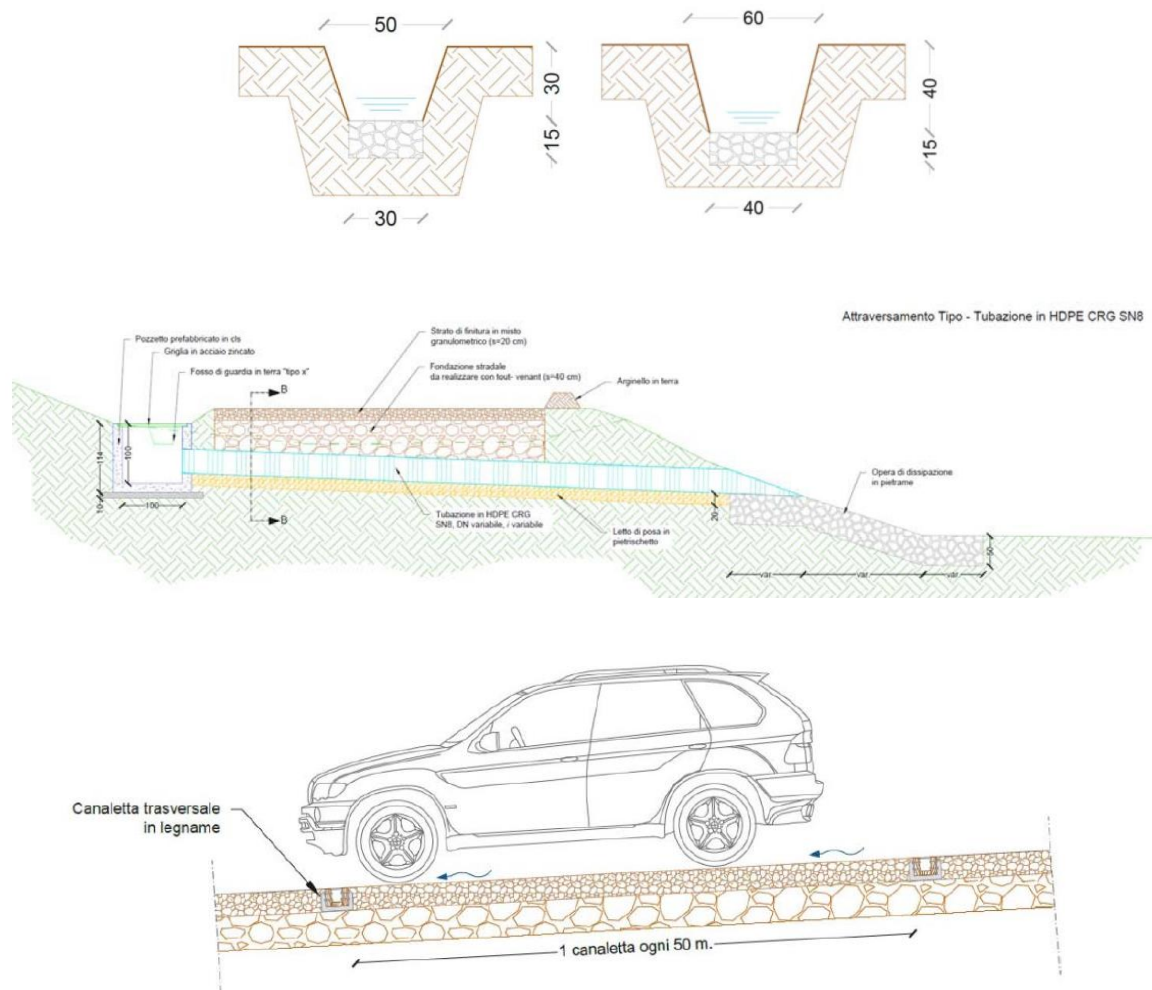 50
30
15
30
60
40
15
40
Attraversamento Tipo - Tubazione in HDPE CRG SN8
Pozzetto prefabbricato in cls
Griglia in acciaio zincato
Fosso di guardia in terra "tipo x"
Strato di finitura in misto
granulometrico (s=20 cm)
Fondazione stradale
da realizzare con tout- venant (s=40 cm)
Arginello in terra
B
B
114
100
10
100
Tubazione in HDPE CRG
SN8, DN variabile, i variabile
Letto di posa in
pietrischetto
20
Opera di dissipazione
in pietrame
50
var.
var.
var.
Canaletta trasversale
in legname
1 canaletta ogni 50 m.